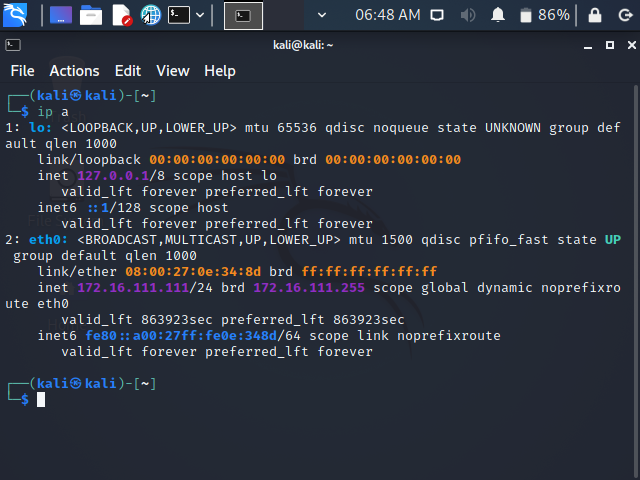 06:48 AM 86%
kali@kali: ~
File Actions Edit View Help
┌──(kali㉿kali)-[~]
└─$ ip a
1: lo: <LOOPBACK,UP,LOWER_UP> mtu 65536 qdisc noqueue state UNKNOWN group def
ault qlen 1000
link/loopback 00:00:00:00:00:00 brd 00:00:00:00:00:00
inet 127.0.0.1/8 scope host lo
valid_lft forever preferred_lft forever
inet6 ::1/128 scope host
valid_lft forever preferred_lft forever
2: eth0: <BROADCAST,MULTICAST,UP,LOWER_UP> mtu 1500 qdisc pfifo_fast state UP
group default qlen 1000
link/ether 08:00:27:0e:34:8d brd ff:ff:ff:ff:ff:ff
inet 172.16.111.111/24 brd 172.16.111.255 scope global dynamic noprefixro
ute eth0
valid_lft 863923sec preferred_lft 863923sec
inet6 fe80::a00:27ff:fe0e:348d/64 scope link noprefixroute
valid_lft forever preferred_lft forever
┌──(kali㉿kali)-[~]
└─$